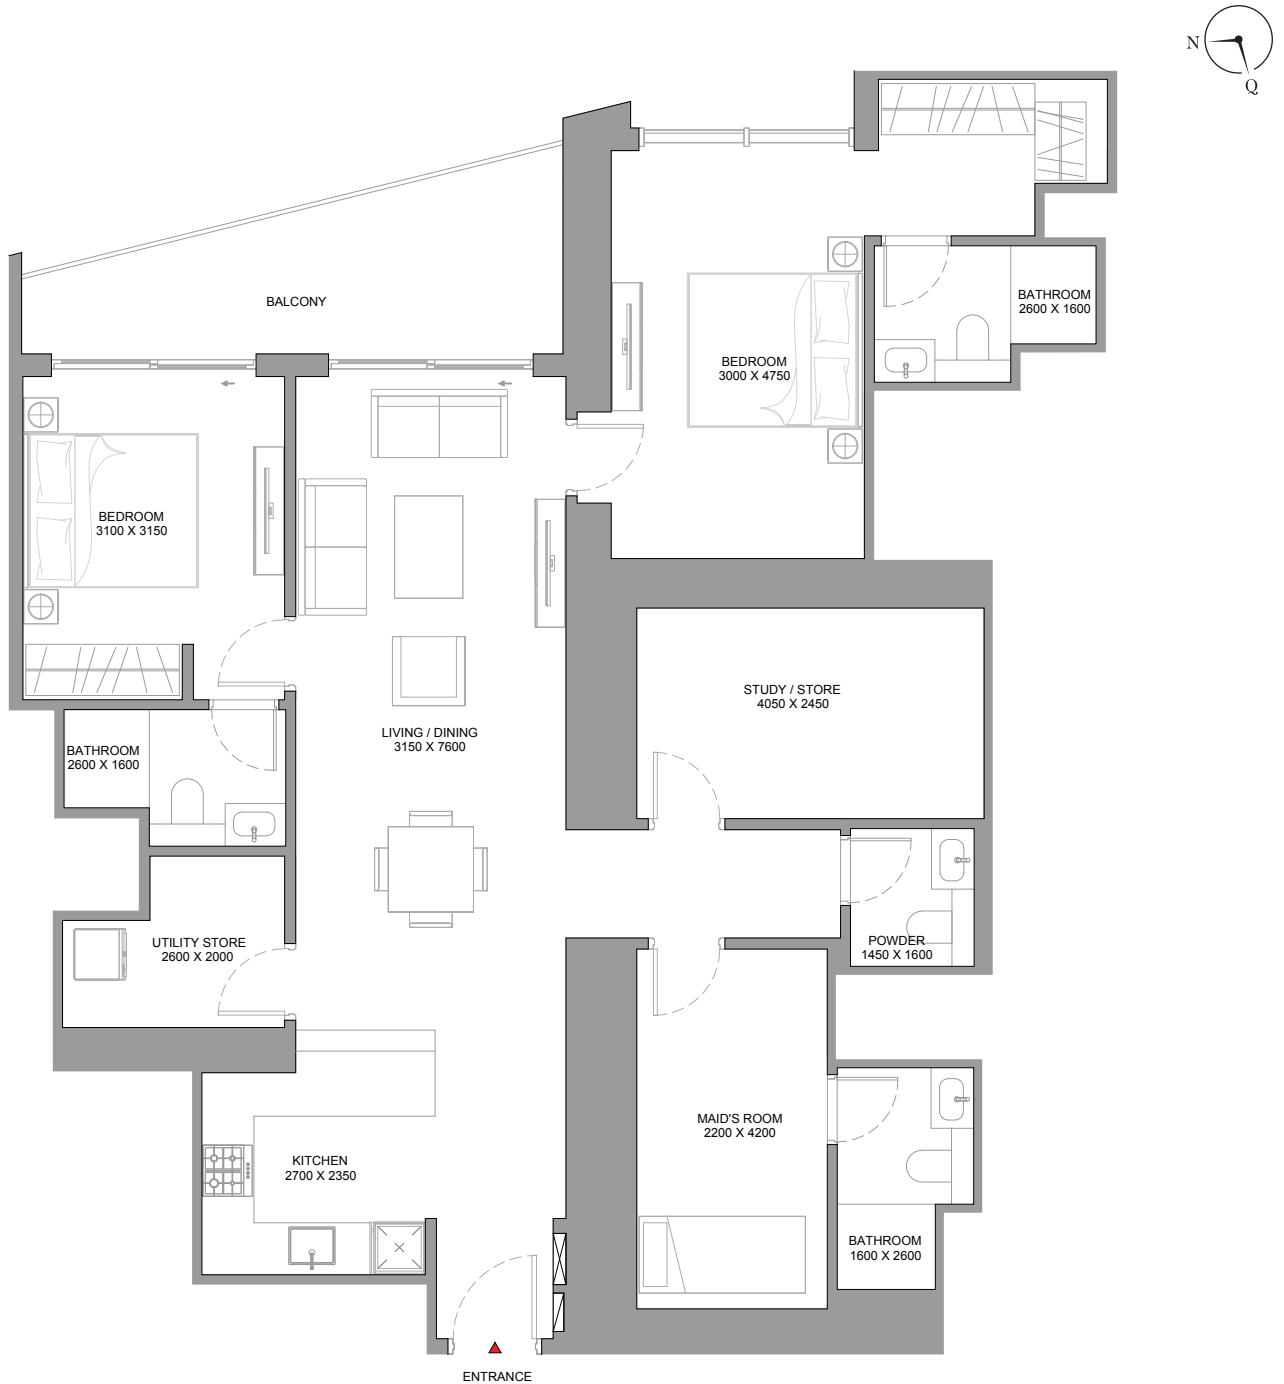 N
Q
BALCONY
BATHROOM
2600 X 1600
BEDROOM
3000 X 4750
BEDROOM
3100 X 3150
STUDY / STORE
4050 X 2450
LIVING / DINING
3150 X 7600
BATHROOM
2600 X 1600
UTILITY STORE
2600 X 2000
POWDER
1450 X 1600
MAID'S ROOM
2200 X 4200
KITCHEN
2700 X 2350
BATHROOM
1600 X 2600
ENTRANCE